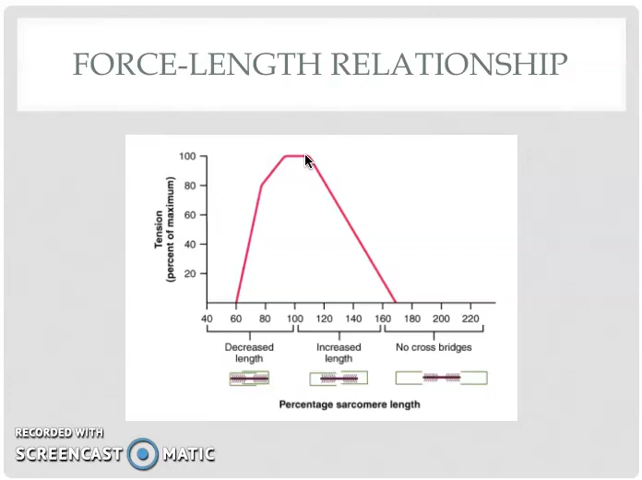 FORCE-LENGTH RELATIONSHIP
Tension
(percent of maximum)
100
80
60
40
20
40 60 80 100 120 140 160 180 200 220
Decreased length
Increased length
No cross bridges
Percentage sarcomere length
RECORDED WITH
SCREENCAST MATIC